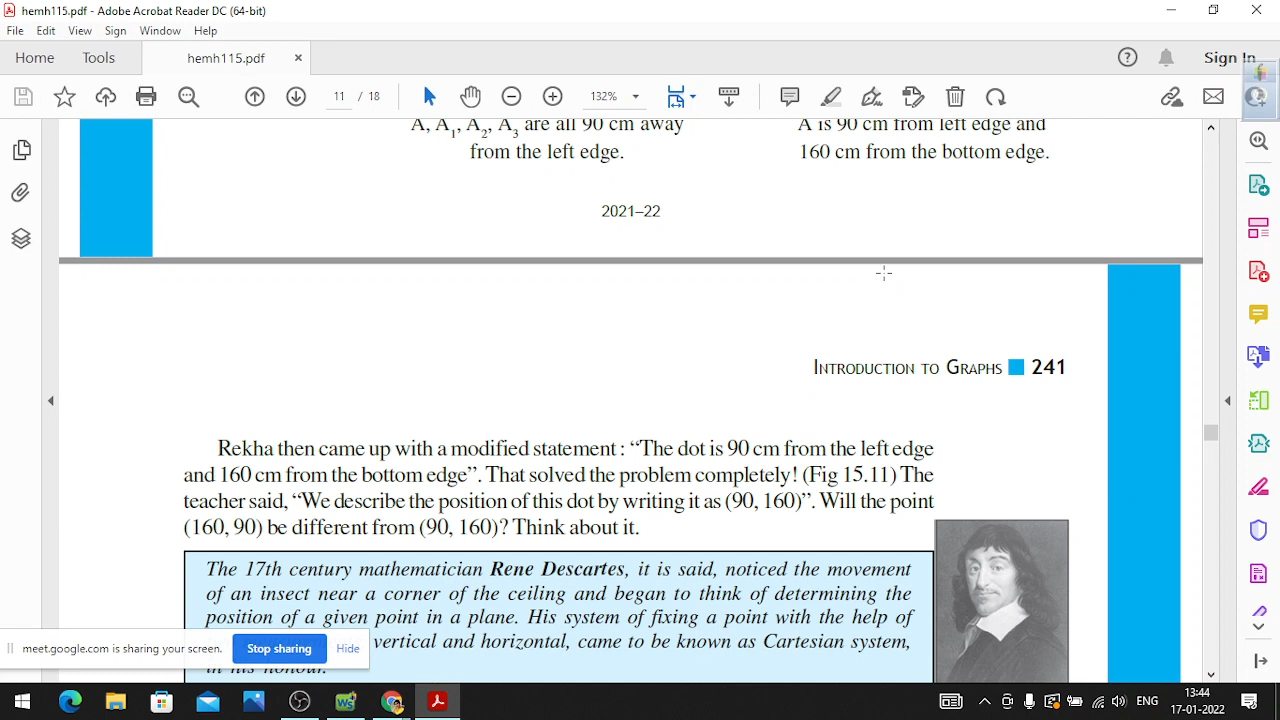 hemh115.pdf - Adobe Acrobat Reader DC (64-bit)
File Edit View Sign Window Help
Home Tools hemh115.pdf × Sign In
11 / 18 132%
A, A1, A2, A3 are all 90 cm away
from the left edge.
A is 90 cm from left edge and
160 cm from the bottom edge.
2021–22
INTRODUCTION TO GRAPHS 241
Rekha then came up with a modified statement : “The dot is 90 cm from the left edge
and 160 cm from the bottom edge”. That solved the problem completely! (Fig 15.11) The
teacher said, “We describe the position of this dot by writing it as (90, 160)”. Will the point
(160, 90) be different from (90, 160)? Think about it.
The 17th century mathematician Rene Descartes, it is said, noticed the movement
of an insect near a corner of the ceiling and began to think of determining the
position of a given point in a plane. His system of fixing a point with the help of
vertical and horizontal, came to be known as Cartesian system,
in his honour.
meet.google.com is sharing your screen. Stop sharing Hide
ENG 13:44
17-01-2022